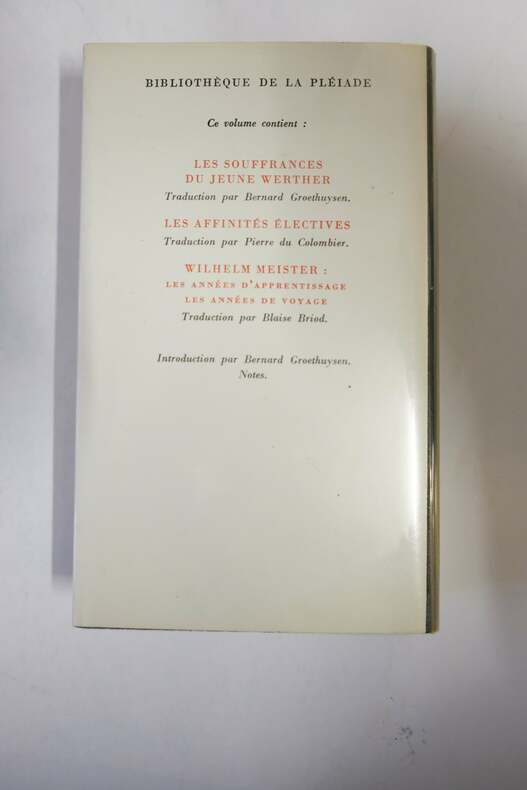 BIBLIOTHÈQUE DE LA PLÉIADE
Ce volume contient :
LES SOUFFRANCES
DU JEUNE WERTHER
Traduction par Bernard Groethuysen.
LES AFFINITÉS ÉLECTIVES
Traduction par Pierre du Colombier.
WILHELM MEISTER :
LES ANNÉES D'APPRENTISSAGE
LES ANNÉES DE VOYAGE
Traduction par Blaise Briod.
Introduction par Bernard Groethuysen.
Notes.